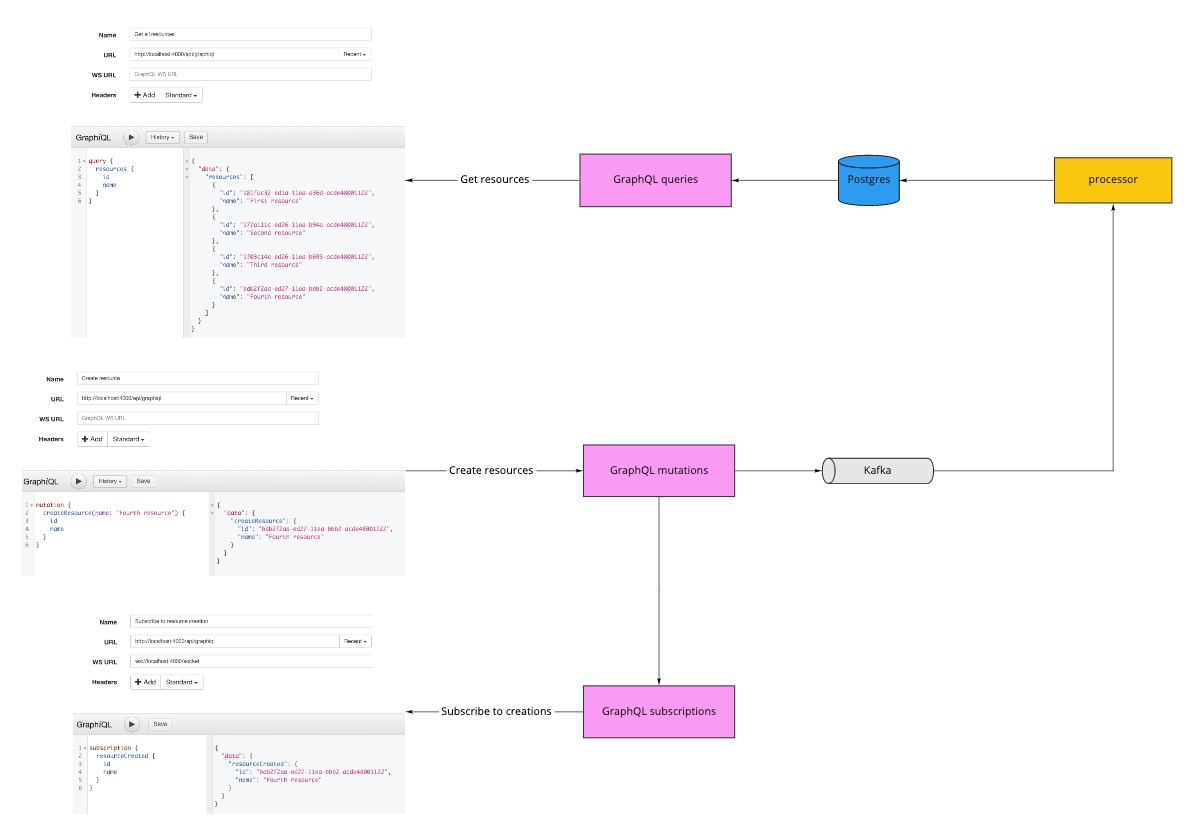 Name Get all resources
URL http://localhost:4000/api/graphiql Recent
WS URL GraphQL WS URL
Headers + Add Standard
GraphiQL History Save
1 query {
2 resources {
3 id
4 name
5 }
6 }
{
"data": {
"resources": [
{
"id": "181fac32-ed1a-11ea-a36d-acde48001122",
"name": "First resource"
},
{
"id": "177a111c-ed26-11ea-b94a-acde48001122",
"name": "Second resource"
},
{
"id": "1f03c14e-ed26-11ea-b693-acde48001122",
"name": "Third resource"
},
{
"id": "bdb2f2aa-ed27-11ea-bbb2-acde48001122",
"name": "Fourth resource"
}
]
}
}
Get resources
GraphQL queries
Postgres
processor
Name Create resource
URL http://localhost:4000/api/graphiql Recent
WS URL GraphQL WS URL
Headers + Add Standard
GraphiQL History Save
1 mutation {
2 createResource(name: "Fourth resource") {
3 id
4 name
5 }
6 }
{
"data": {
"createResource": {
"id": "bdb2f2aa-ed27-11ea-bbb2-acde48001122",
"name": "Fourth resource"
}
}
}
Create resources
GraphQL mutations
Kafka
Name Subscribe to resource creation
URL http://localhost:4000/api/graphiql Recent
WS URL ws://localhost:4000/socket
Headers + Add Standard
GraphiQL Save
1 subscription {
2 resourceCreated {
3 id
4 name
5 }
6 }
{
"data": {
"resourceCreated": {
"id": "bdb2f2aa-ed27-11ea-bbb2-acde48001122",
"name": "Fourth resource"
}
}
}
Subscribe to creations
GraphQL subscriptions